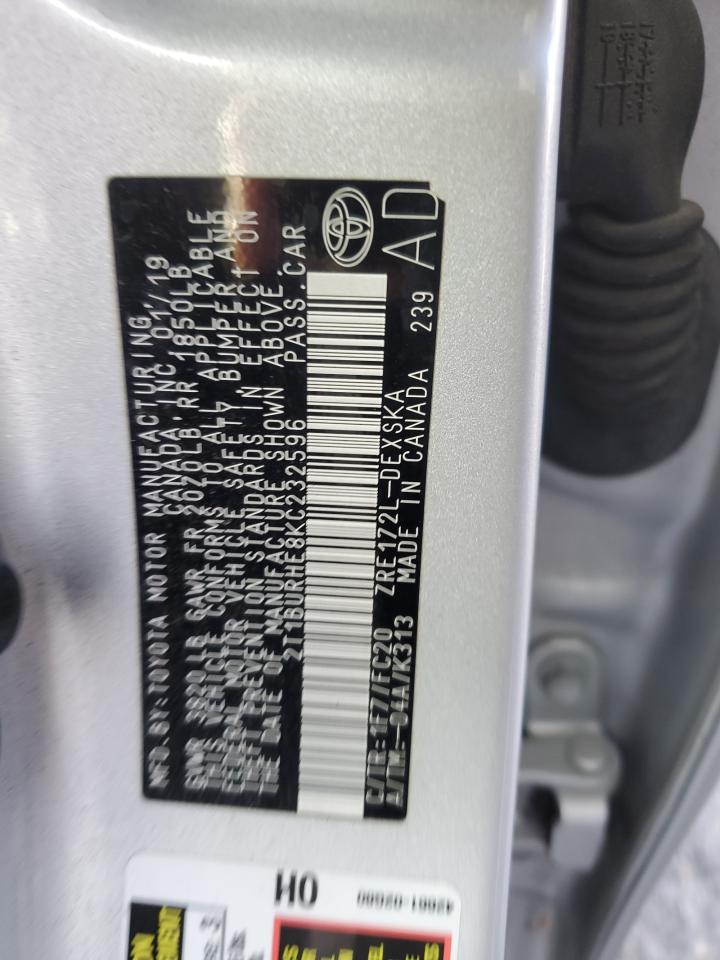 MFD. BY: TOYOTA MOTOR MANUFACTURING
CANADA, INC. 01/19
GVWR 3820LB GAWR FR 2020LB RR 1850LB
THIS VEHICLE CONFORMS TO ALL APPLICABLE
FEDERAL MOTOR VEHICLE SAFETY, BUMPER, AND
THEFT PREVENTION STANDARDS IN EFFECT ON
THE DATE OF MANUFACTURE SHOWN ABOVE.
2T1BURHE8KC232596 PASS.CAR
C/TR: 1F7/FC20 ZRE172L-DEXSKA
A/TM: -04A/K313 MADE IN CANADA 239
AD
OH
17
18
19